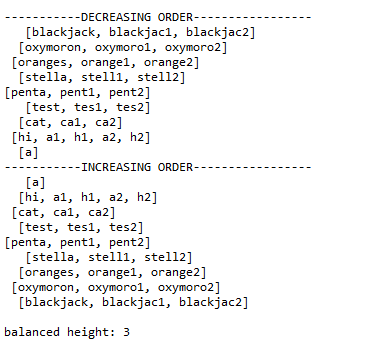 -----------DECREASING ORDER-----------------
[blackjack, blackjac1, blackjac2]
[oxymoron, oxymoro1, oxymoro2]
[oranges, orange1, orange2]
[stella, stell1, stell2]
[penta, pent1, pent2]
[test, tes1, tes2]
[cat, ca1, ca2]
[hi, a1, h1, a2, h2]
[a]
-----------INCREASING ORDER-----------------
[a]
[hi, a1, h1, a2, h2]
[cat, ca1, ca2]
[test, tes1, tes2]
[penta, pent1, pent2]
[stella, stell1, stell2]
[oranges, orange1, orange2]
[oxymoron, oxymoro1, oxymoro2]
[blackjack, blackjac1, blackjac2]
balanced height: 3